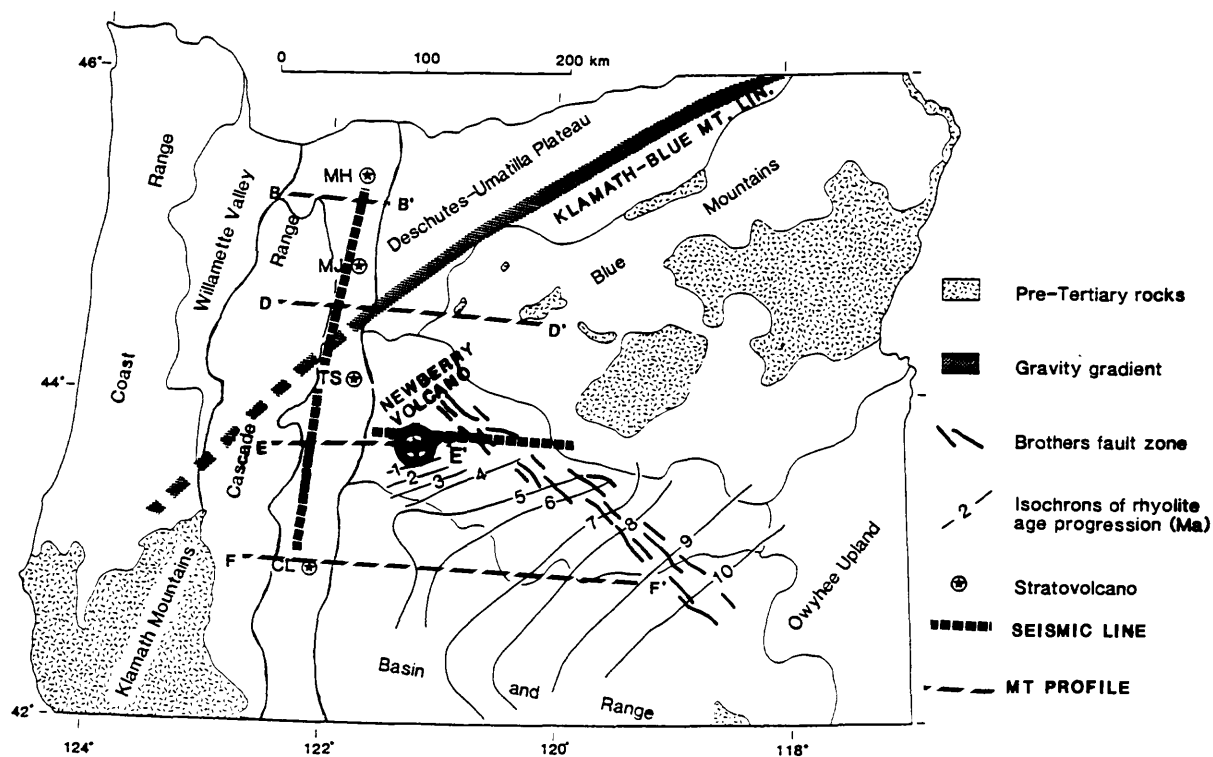 46°
0 100 200 km
Range
Willamette Valley
MH
B B'
Range
Deschutes-Umatilla Plateau
KLAMATH-BLUE MT. LIN.
Mountains
Blue
MJ
D D'
Coast
44°
TS
NEWBERRY
VOLCANO
Cascade
E E'
-1
2
3
4
5
6
7
8
9
10
F F'
CL
Klamath Mountains
Basin
and
Range
Owyhee Upland
42°
124° 122° 120° 118°
Pre-Tertiary rocks
Gravity gradient
Brothers fault zone
2
Isochrons of rhyolite
age progression (Ma)
Stratovolcano
SEISMIC LINE
MT PROFILE